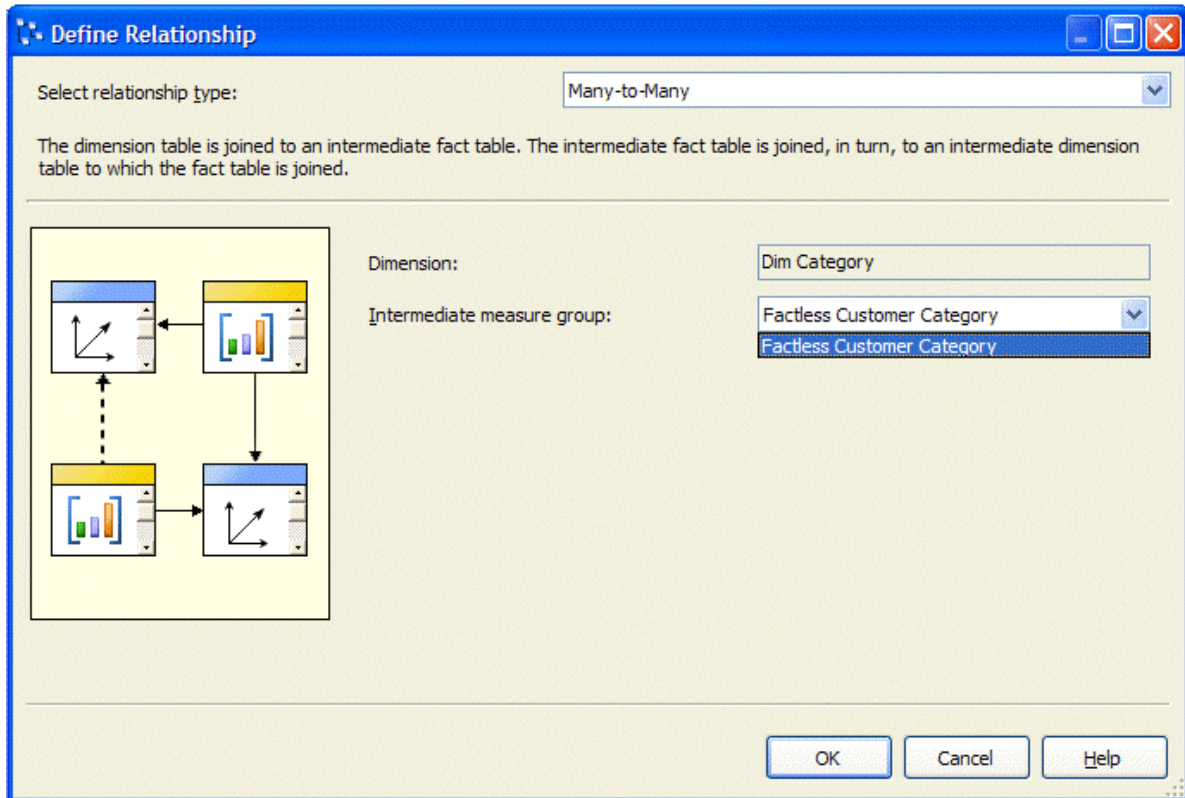 Define Relationship
Select relationship type:
Many-to-Many
The dimension table is joined to an intermediate fact table. The intermediate fact table is joined, in turn, to an intermediate dimension
table to which the fact table is joined.
Dimension:
Dim Category
Intermediate measure group:
Factless Customer Category
Factless Customer Category
OK
Cancel
Help